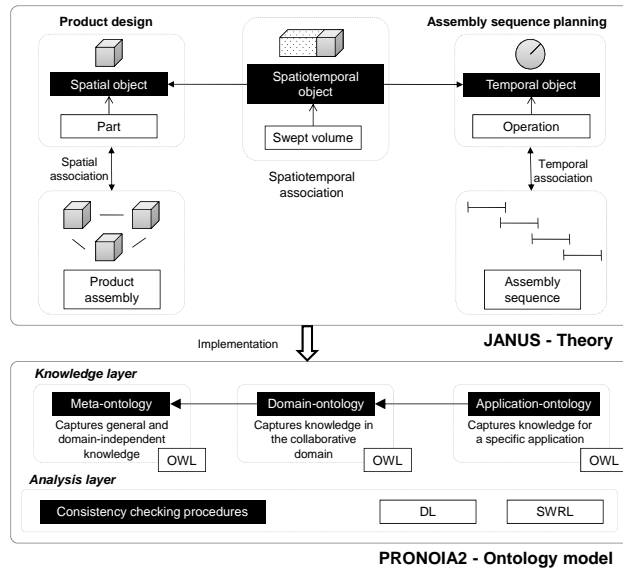 Product design
Assembly sequence planning
Spatial object
Spatiotemporal
object
Temporal object
Part
Swept volume
Operation
Spatial
association
Spatiotemporal
association
Temporal
association
Product
assembly
Assembly
sequence
JANUS - Theory
Implementation
Knowledge layer
Meta-ontology
Captures general and
domain-independent
knowledge
OWL
Domain-ontology
Captures knowledge in
the collaborative
domain
OWL
Application-ontology
Captures knowledge for
a specific application
OWL
Analysis layer
Consistency checking procedures
DL
SWRL
PRONOIA2 - Ontology model